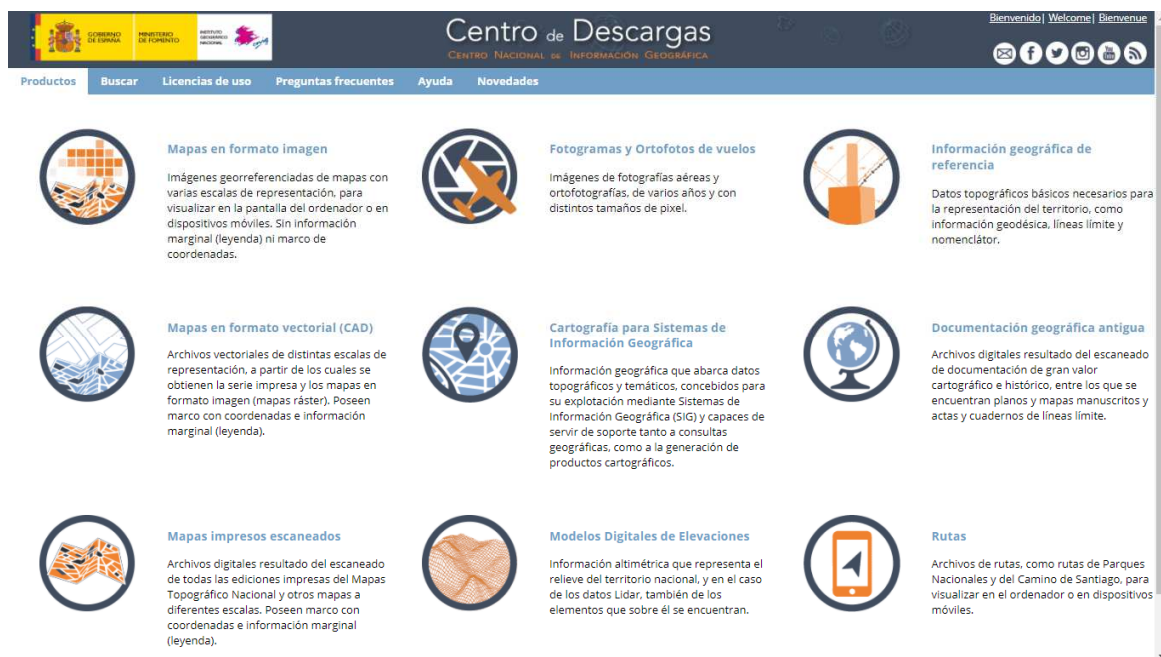 GOBIERNO
DE ESPAÑA
MINISTERIO
DE FOMENTO
INSTITUTO
GEOGRÁFICO
NACIONAL
Centro de Descargas
CENTRO NACIONAL DE INFORMACIÓN GEOGRÁFICA
Bienvenido| Welcome| Bienvenue
Productos Buscar Licencias de uso Preguntas frecuentes Ayuda Novedades
Mapas en formato imagen
Imágenes georreferenciadas de mapas con
varias escalas de representación, para
visualizar en la pantalla del ordenador o en
dispositivos móviles. Sin información
marginal (leyenda) ni marco de
coordenadas.
Fotogramas y Ortofotos de vuelos
Imágenes de fotografías aéreas y
ortofotografías, de varios años y con
distintos tamaños de pixel.
Información geográfica de
referencia
Datos topográficos básicos necesarios para
la representación del territorio, como
información geodésica, líneas límite y
nomenclátor.
Mapas en formato vectorial (CAD)
Archivos vectoriales de distintas escalas de
representación, a partir de los cuales se
obtienen la serie impresa y los mapas en
formato imagen (mapas ráster). Poseen
marco con coordenadas e información
marginal (leyenda).
Cartografía para Sistemas de
Información Geográfica
Información geográfica que abarca datos
topográficos y temáticos, concebidos para
su explotación mediante Sistemas de
Información Geográfica (SIG) y capaces de
servir de soporte tanto a consultas
geográficas, como a la generación de
productos cartográficos.
Documentación geográfica antigua
Archivos digitales resultado del escaneado
de documentación de gran valor
cartográfico e histórico, entre los que se
encuentran planos y mapas manuscritos y
actas y cuadernos de líneas límite.
Mapas impresos escaneados
Archivos digitales resultado del escaneado
de todas las ediciones impresas del Mapas
Topográfico Nacional y otros mapas a
diferentes escalas. Poseen marco con
coordenadas e información marginal
(leyenda).
Modelos Digitales de Elevaciones
Información altimétrica que representa el
relieve del territorio nacional, y en el caso
de los datos Lidar, también de los
elementos que sobre él se encuentran.
Rutas
Archivos de rutas, como rutas de Parques
Nacionales y del Camino de Santiago, para
visualizar en el ordenador o en dispositivos
móviles.